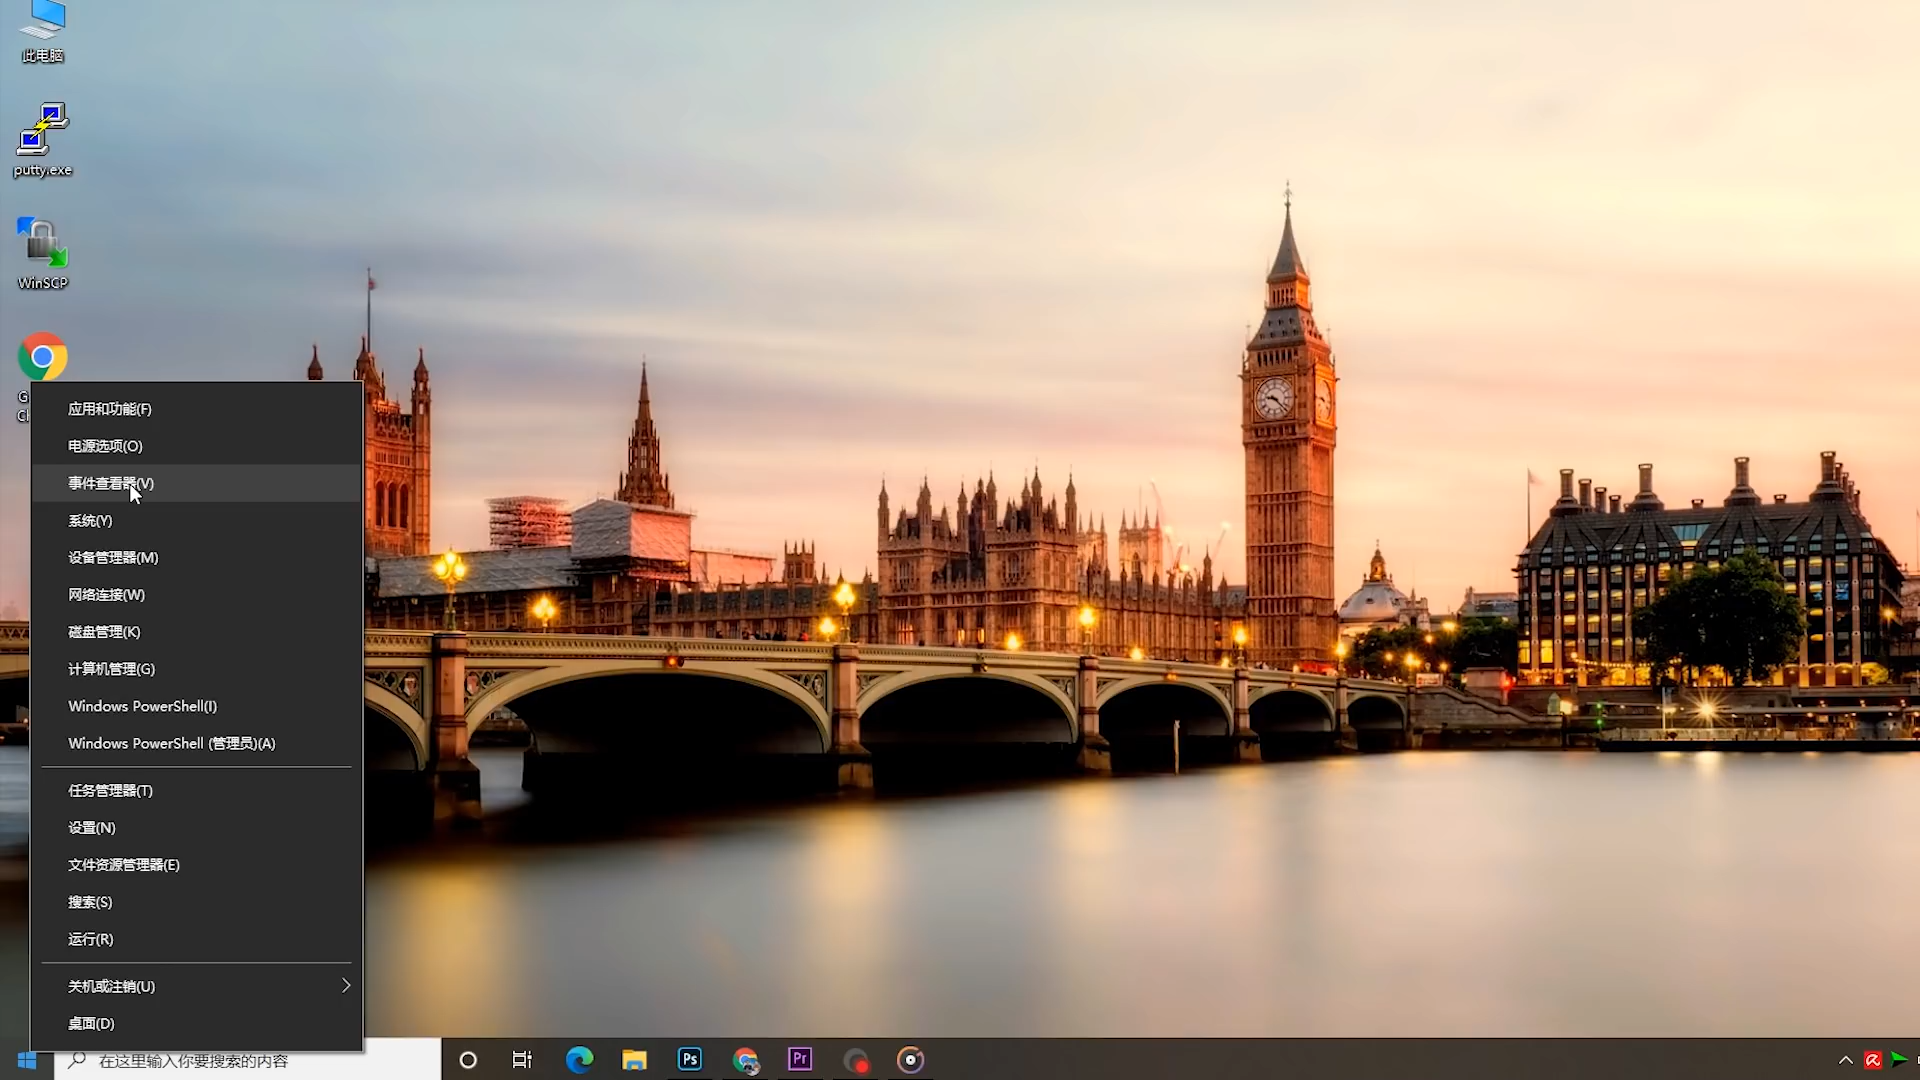 此电脑
putty.exe
WinSCP
G
应用和功能(F)
电源选项(O)
事件查看器(V)
系统(Y)
设备管理器(M)
网络连接(W)
磁盘管理(K)
计算机管理(G)
Windows PowerShell(I)
Windows PowerShell (管理员)(A)
任务管理器(T)
设置(N)
文件资源管理器(E)
搜索(S)
运行(R)
关机或注销(U)
桌面(D)
在这里输入你要搜索的内容
Ps
Pr